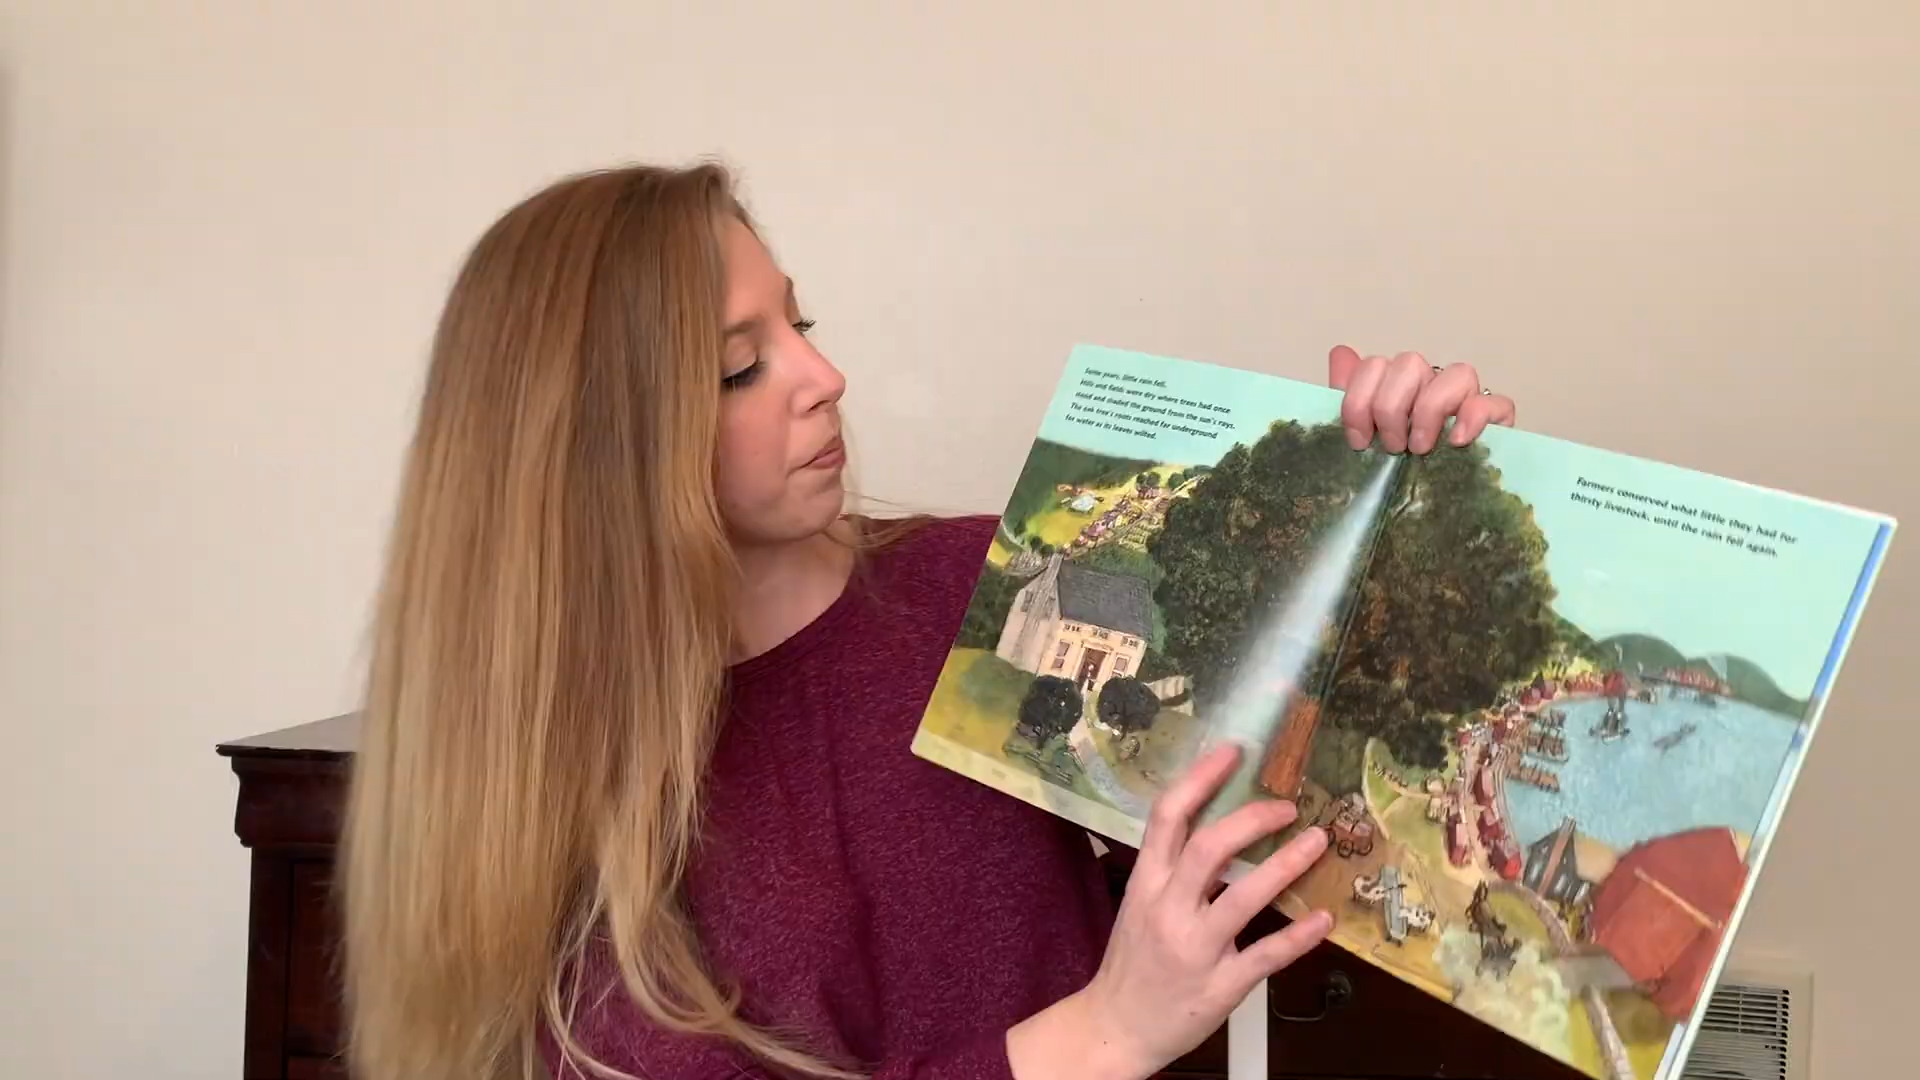 Some years, little rain fell.
Hills and fields were dry where trees had once
stood and shaded the ground from the sun's rays.
The oak tree's roots reached far underground
for water as its leaves wilted.
Farmers conserved what little they had for
thirsty livestock, until the rain fell again.